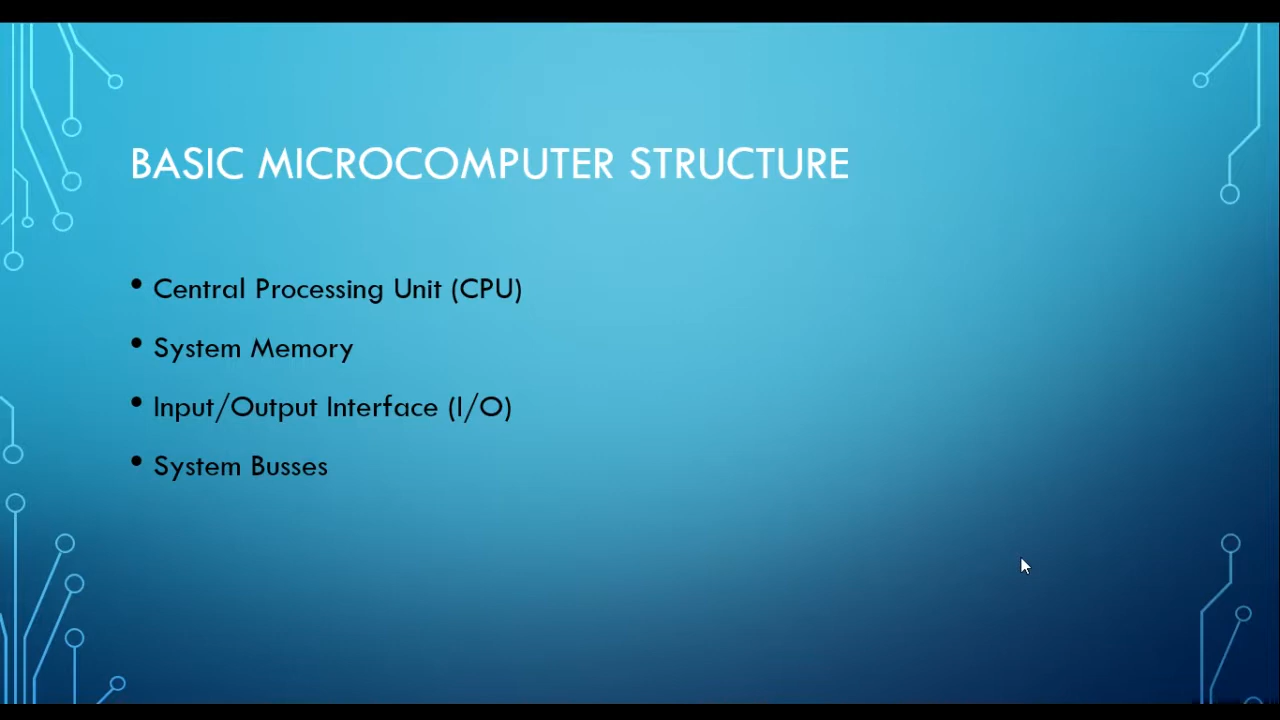 BASIC MICROCOMPUTER STRUCTURE
• Central Processing Unit (CPU)
• System Memory
• Input/Output Interface (I/O)
• System Busses